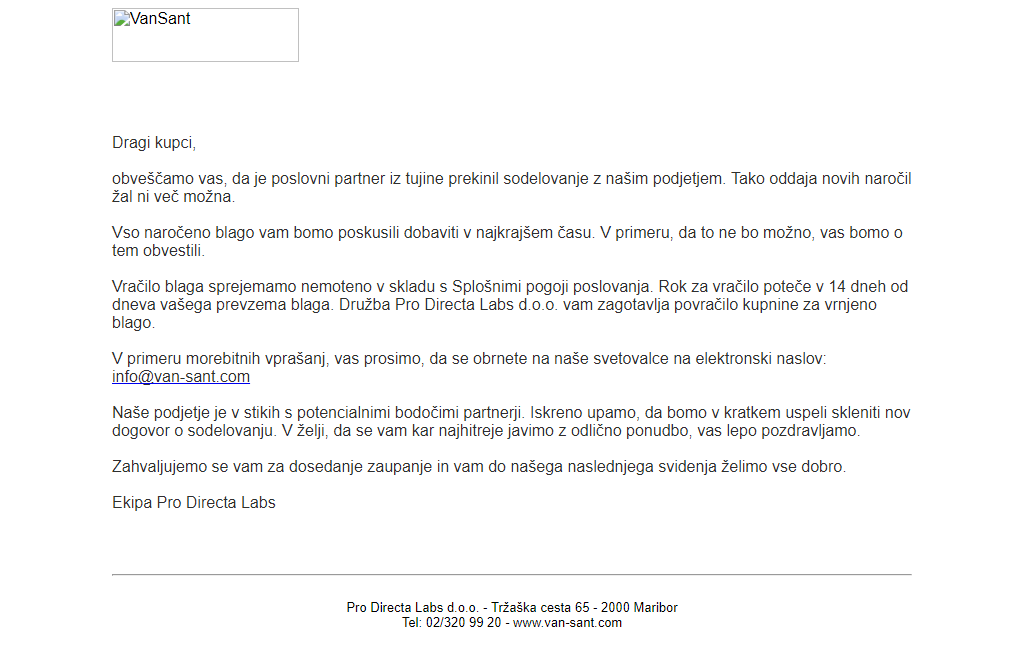 VanSant
Dragi kupci,
obveščamo vas, da je poslovni partner iz tujine prekinil sodelovanje z našim podjetjem. Tako oddaja novih naročil
žal ni več možna.
Vso naročeno blago vam bomo poskusili dobaviti v najkrajšem času. V primeru, da to ne bo možno, vas bomo o
tem obvestili.
Vračilo blaga sprejemamo nemoteno v skladu s Splošnimi pogoji poslovanja. Rok za vračilo poteče v 14 dneh od
dneva vašega prevzema blaga. Družba Pro Directa Labs d.o.o. vam zagotavlja povračilo kupnine za vrnjeno
blago.
V primeru morebitnih vprašanj, vas prosimo, da se obrnete na naše svetovalce na elektronski naslov:
info@van-sant.com
Naše podjetje je v stikih s potencialnimi bodočimi partnerji. Iskreno upamo, da bomo v kratkem uspeli skleniti nov
dogovor o sodelovanju. V želji, da se vam kar najhitreje javimo z odlično ponudbo, vas lepo pozdravljamo.
Zahvaljujemo se vam za dosedanje zaupanje in vam do našega naslednjega svidenja želimo vse dobro.
Ekipa Pro Directa Labs
Pro Directa Labs d.o.o. - Tržaška cesta 65 - 2000 Maribor
Tel: 02/320 99 20 - www.van-sant.com